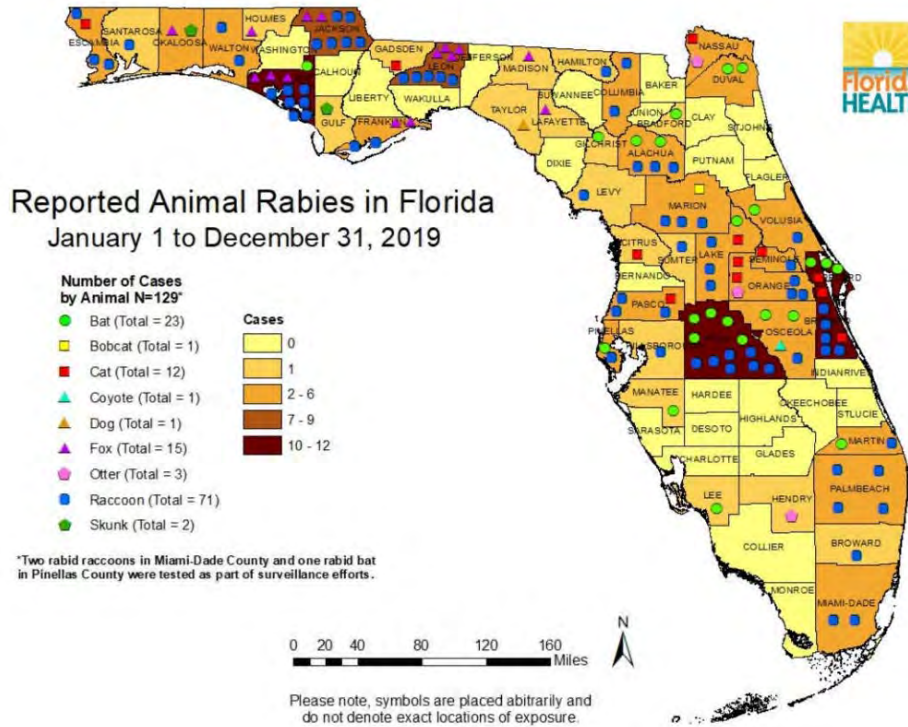 HOLMES
JACKSON
ESCAMBIA
SANTAROSA
OKALOOSA
WALTON
WASHINGTON
GADSDEN
LEON
JEFFERSON
MADISON
HAMILTON
NASSAU
DUVAL
CALHOUN
LIBERTY
WAKULLA
TAYLOR
SUWANNEE
COLUMBIA
BAKER
GULF
FRANKLIN
LAFAYETTE
UNION
BRADFORD
CLAY
STJOHNS
GILCHRIST
ALACHUA
DIXIE
PUTNAM
FLAGLER
LEVY
MARION
VOLUSIA
Florida
HEALTH
Reported Animal Rabies in Florida
January 1 to December 31, 2019
CITRUS
SUMTER
LAKE
SEMINOLE
HERNANDO
ORANGE
PASCO
PINELLAS
OSCEOLA
INDIANRIVER
MANATEE
HARDEE
OKEECHOBEE
HIGHLANDS
STLUCIE
SARASOTA
DESOTO
MARTIN
CHARLOTTE
GLADES
LEE
HENDRY
PALMBEACH
COLLIER
BROWARD
MONROE
MIAMI-DADE
Number of Cases
by Animal N=129*
Bat (Total = 23)
Bobcat (Total = 1)
Cat (Total = 12)
Coyote (Total = 1)
Dog (Total = 1)
Fox (Total = 15)
Otter (Total = 3)
Raccoon (Total = 71)
Skunk (Total = 2)
Cases
0
1
2 - 6
7 - 9
10 - 12
*Two rabid raccoons in Miami-Dade County and one rabid bat
in Pinellas County were tested as part of surveillance efforts.
N
0 20 40 80 120 160
Miles
Please note, symbols are placed abitrarily and
do not denote exact locations of exposure.